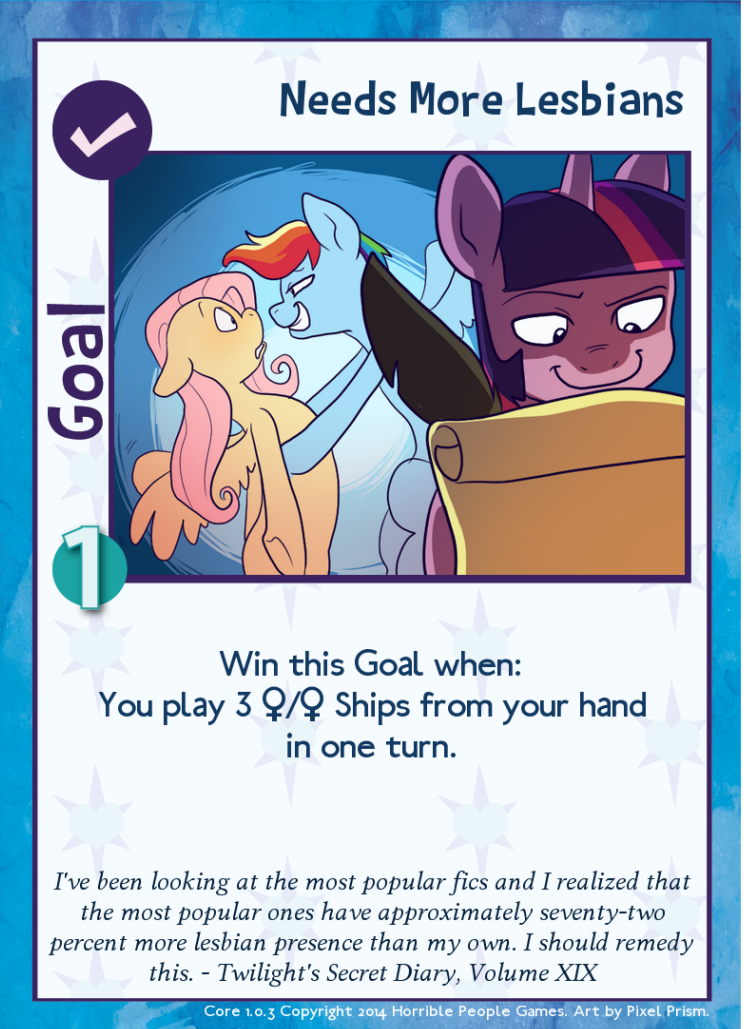 Needs More Lesbians
Goal
1
Win this Goal when:
You play 3 ♀/♀ Ships from your hand
in one turn.
I've been looking at the most popular fics and I realized that
the most popular ones have approximately seventy-two
percent more lesbian presence than my own. I should remedy
this. - Twilight's Secret Diary, Volume XIX
Core 1.0.3 Copyright 2014 Horrible People Games. Art by Pixel Prism.